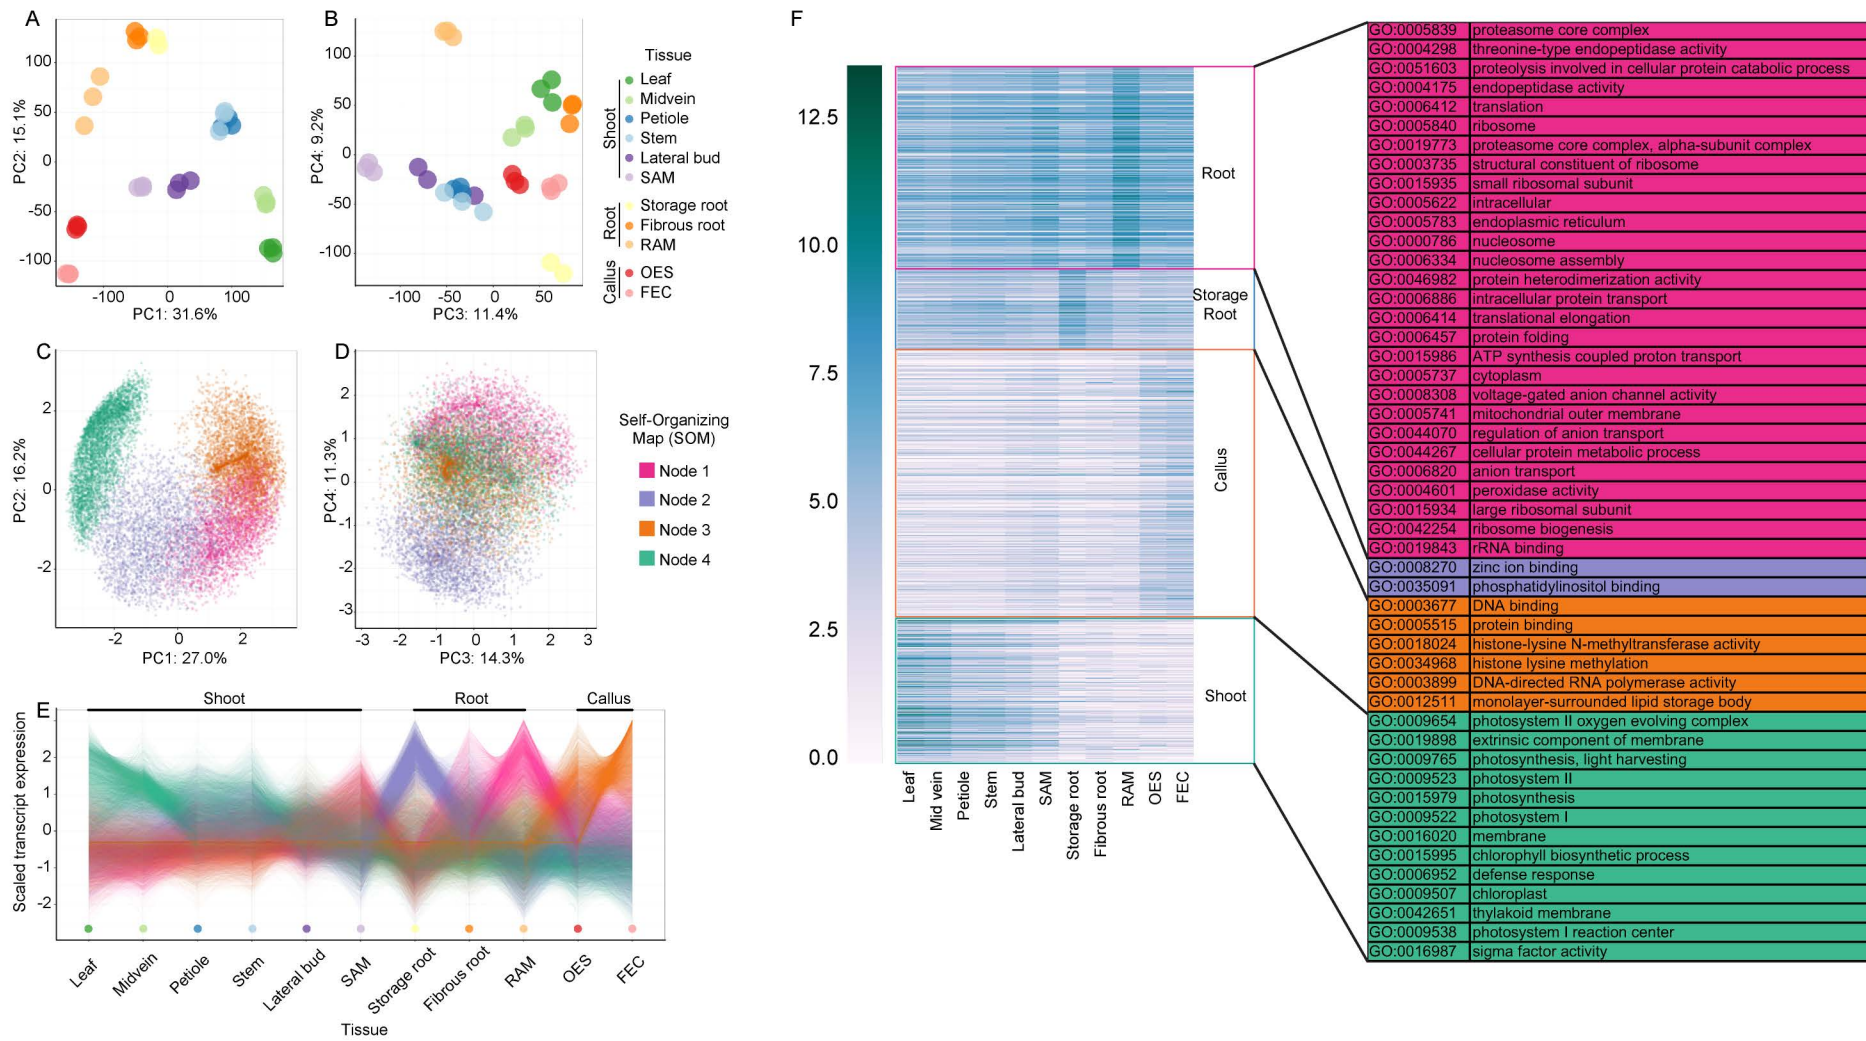 A
100
50
0
-50
-100
PC2: 15.1%
-100
0
100
PC1: 31.6%
B
100
50
0
-50
-100
PC4: 9.2%
-100
-50
0
50
PC3: 11.4%
Tissue
Shoot
Leaf
Midvein
Petiole
Stem
Lateral bud
SAM
Root
Storage root
Fibrous root
RAM
Callus
OES
FEC
C
2
0
-2
PC2: 16.2%
-2
0
2
PC1: 27.0%
D
2
1
0
-1
-2
-3
PC4: 11.3%
-3
-2
-1
0
1
2
3
PC3: 14.3%
Self-Organizing
Map (SOM)
Node 1
Node 2
Node 3
Node 4
E
Shoot
Root
Callus
Scaled transcript expression
2
1
0
-1
-2
Leaf
Midvein
Petiole
Stem
Lateral bud
SAM
Storage root
Fibrous root
RAM
OES
FEC
Tissue
F
12.5
10.0
7.5
5.0
2.5
0.0
Root
Storage
Root
Callus
Shoot
Leaf
Mid vein
Petiole
Stem
Lateral bud
SAM
Storage root
Fibrous root
RAM
OES
FEC
GO:0005839 proteasome core complex
GO:0004298 threonine-type endopeptidase activity
GO:0051603 proteolysis involved in cellular protein catabolic process
GO:0004175 endopeptidase activity
GO:0006412 translation
GO:0005840 ribosome
GO:0019773 proteasome core complex, alpha-subunit complex
GO:0003735 structural constituent of ribosome
GO:0015935 small ribosomal subunit
GO:0005622 intracellular
GO:0005783 endoplasmic reticulum
GO:0000786 nucleosome
GO:0006334 nucleosome assembly
GO:0046982 protein heterodimerization activity
GO:0006886 intracellular protein transport
GO:0006414 translational elongation
GO:0006457 protein folding
GO:0015986 ATP synthesis coupled proton transport
GO:0005737 cytoplasm
GO:0008308 voltage-gated anion channel activity
GO:0005741 mitochondrial outer membrane
GO:0044070 regulation of anion transport
GO:0044267 cellular protein metabolic process
GO:0006820 anion transport
GO:0004601 peroxidase activity
GO:0015934 large ribosomal subunit
GO:0042254 ribosome biogenesis
GO:0019843 rRNA binding
GO:0008270 zinc ion binding
GO:0035091 phosphatidylinositol binding
GO:0003677 DNA binding
GO:0005515 protein binding
GO:0018024 histone-lysine N-methyltransferase activity
GO:0034968 histone lysine methylation
GO:0003899 DNA-directed RNA polymerase activity
GO:0012511 monolayer-surrounded lipid storage body
GO:0009654 photosystem II oxygen evolving complex
GO:0019898 extrinsic component of membrane
GO:0009765 photosynthesis, light harvesting
GO:0009523 photosystem II
GO:0015979 photosynthesis
GO:0009522 photosystem I
GO:0016020 membrane
GO:0015995 chlorophyll biosynthetic process
GO:0006952 defense response
GO:0009507 chloroplast
GO:0042651 thylakoid membrane
GO:0009538 photosystem I reaction center
GO:0016987 sigma factor activity